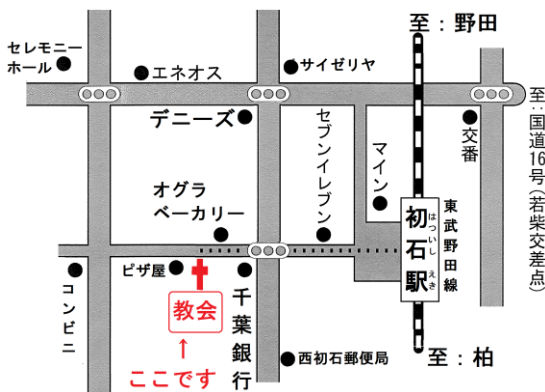 至：野田
セレモニー
ホール
エネオス
サイゼリヤ
デニーズ
セブンイレブン
マイン
交番
至：国道16号（若柴交差点）
オグラ
ベーカリー
初石駅
はついし えき
東武野田線
コンビニ
ピザ屋
教会
ここです
千葉銀行
西初石郵便局
至：柏